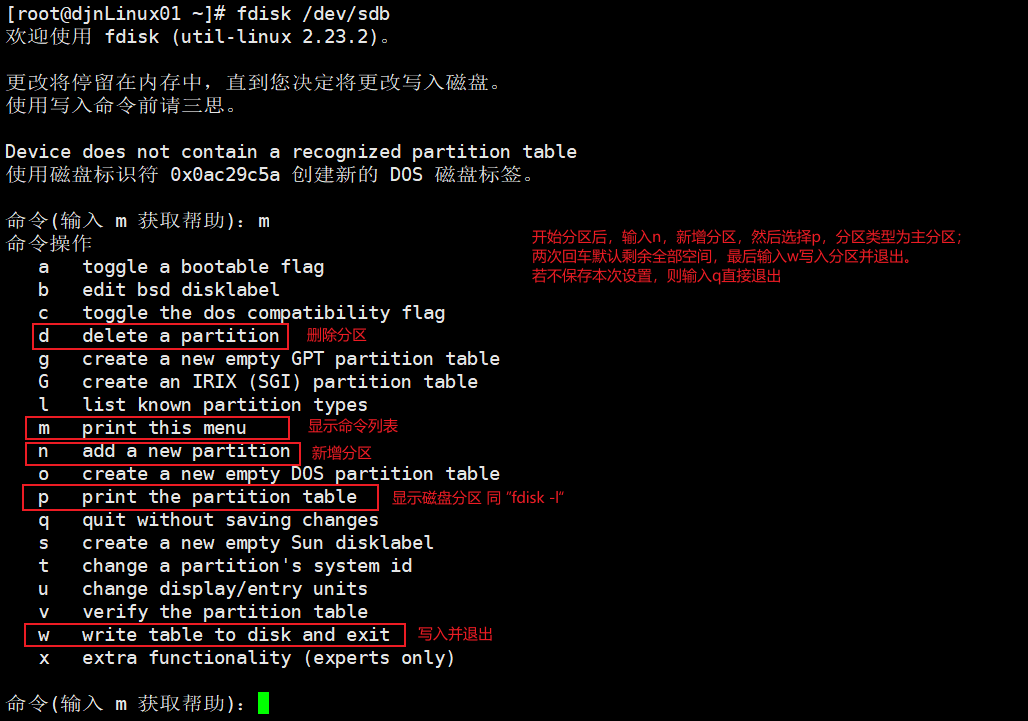 [root@djnLinux01 ~]# fdisk /dev/sdb
欢迎使用 fdisk (util-linux 2.23.2)。
更改将停留在内存中，直到您决定将更改写入磁盘。
使用写入命令前请三思。
Device does not contain a recognized partition table
使用磁盘标识符 0x0ac29c5a 创建新的 DOS 磁盘标签。
命令(输入 m 获取帮助)：m
命令操作
开始分区后，输入n，新增分区，然后选择p，分区类型为主分区；
两次回车默认剩余全部空间，最后输入w写入分区并退出。
若不保存本次设置，则输入q直接退出
a   toggle a bootable flag
b   edit bsd disklabel
c   toggle the dos compatibility flag
d   delete a partition 删除分区
g   create a new empty GPT partition table
G   create an IRIX (SGI) partition table
l   list known partition types
m   print this menu 显示命令列表
n   add a new partition 新增分区
o   create a new empty DOS partition table
p   print the partition table 显示磁盘分区 同 “fdisk -l”
q   quit without saving changes
s   create a new empty Sun disklabel
t   change a partition's system id
u   change display/entry units
v   verify the partition table
w   write table to disk and exit 写入并退出
x   extra functionality (experts only)
命令(输入 m 获取帮助)：